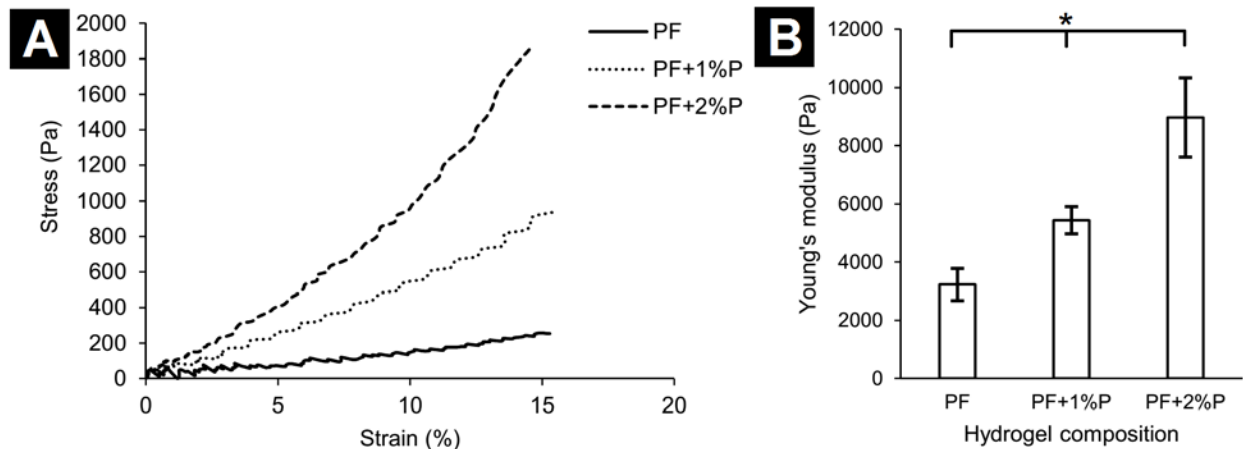 A
Stress (Pa)
2000
1800
1600
1400
1200
1000
800
600
400
200
0
0
5
10
15
20
Strain (%)
PF
PF+1%P
PF+2%P
B
Young's modulus (Pa)
12000
10000
8000
6000
4000
2000
0
*
PF
PF+1%P
PF+2%P
Hydrogel composition